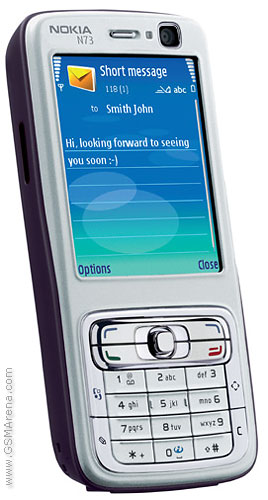 NOKIA
N73
Short message
118 (1)
abc
to Smith John
Hi, looking forward to seeing
you soon :-)
Options Close
1 2 abc def 3
4 ghi 5 jkl mno 6
7 pqrs 8 tuv wxyz 9
* + 0 #
www.GSMArena.com